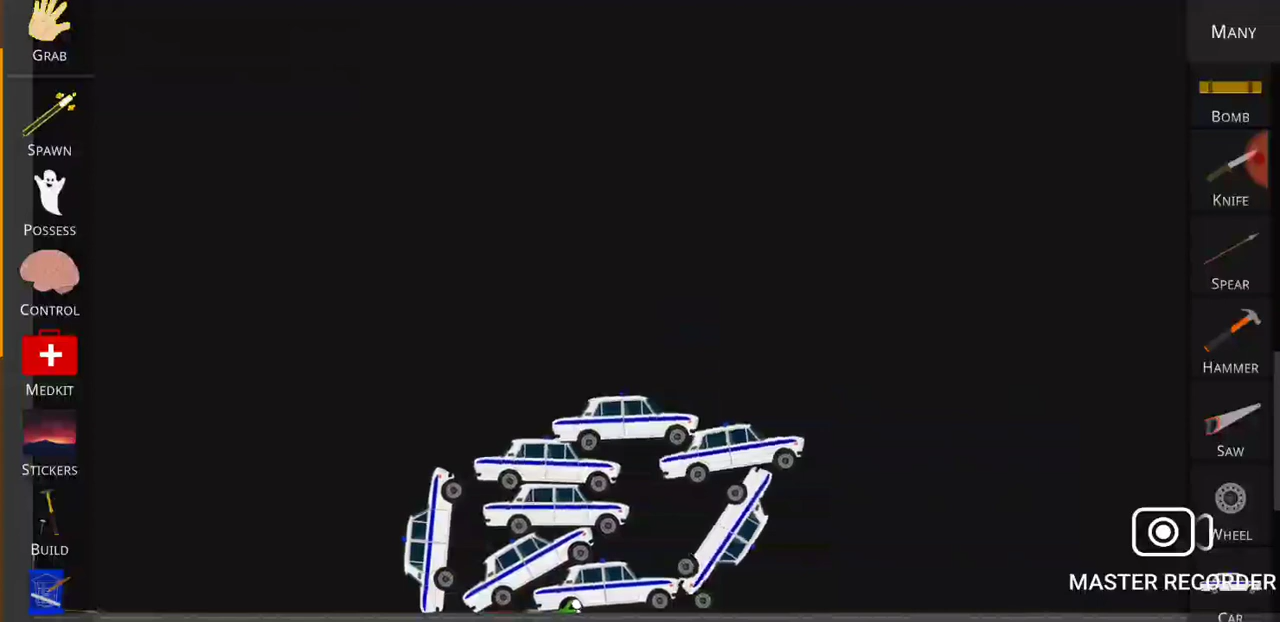 GRAB
SPAWN
POSSESS
CONTROL
MEDKIT
STICKERS
BUILD
MANY
BOMB
KNIFE
SPEAR
HAMMER
SAW
WHEEL
MASTER RECORDER
CAR